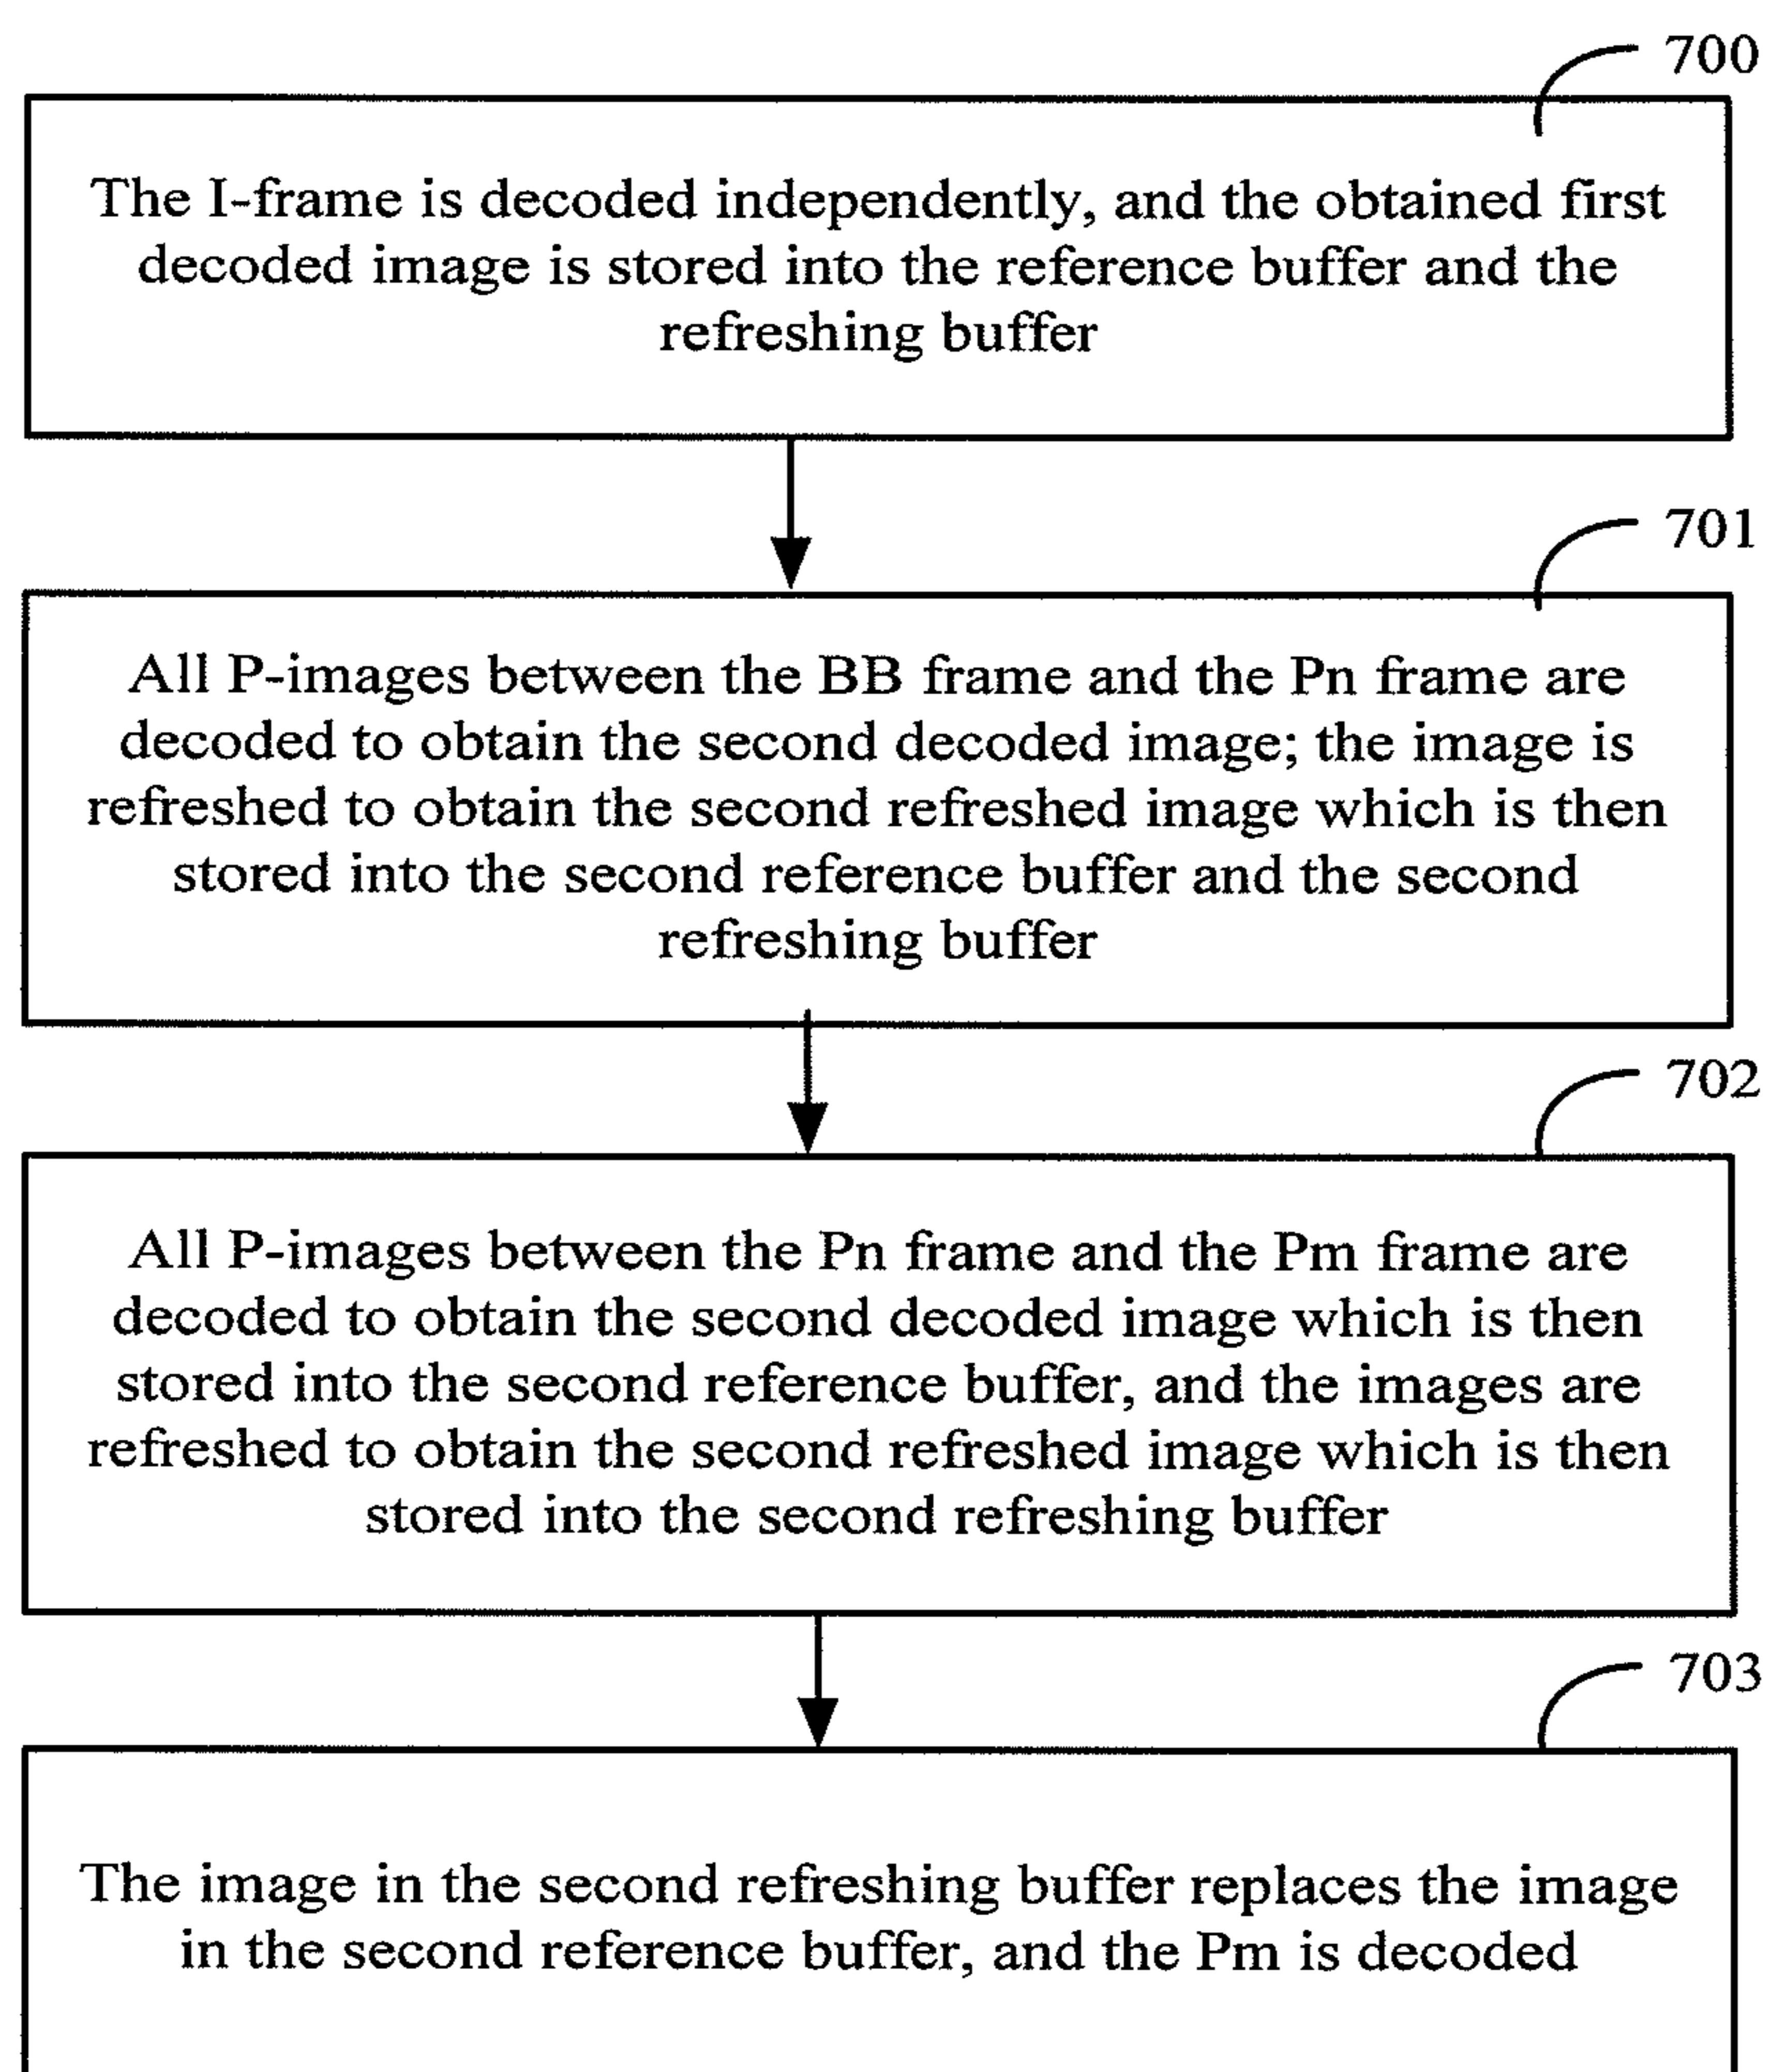 700
The I-frame is decoded independently, and the obtained first
decoded image is stored into the reference buffer and the
refreshing buffer
701
All P-images between the BB frame and the Pn frame are
decoded to obtain the second decoded image; the image is
refreshed to obtain the second refreshed image which is then
stored into the second reference buffer and the second
refreshing buffer
702
All P-images between the Pn frame and the Pm frame are
decoded to obtain the second decoded image which is then
stored into the second reference buffer, and the images are
refreshed to obtain the second refreshed image which is then
stored into the second refreshing buffer
703
The image in the second refreshing buffer replaces the image
in the second reference buffer, and the Pm is decoded